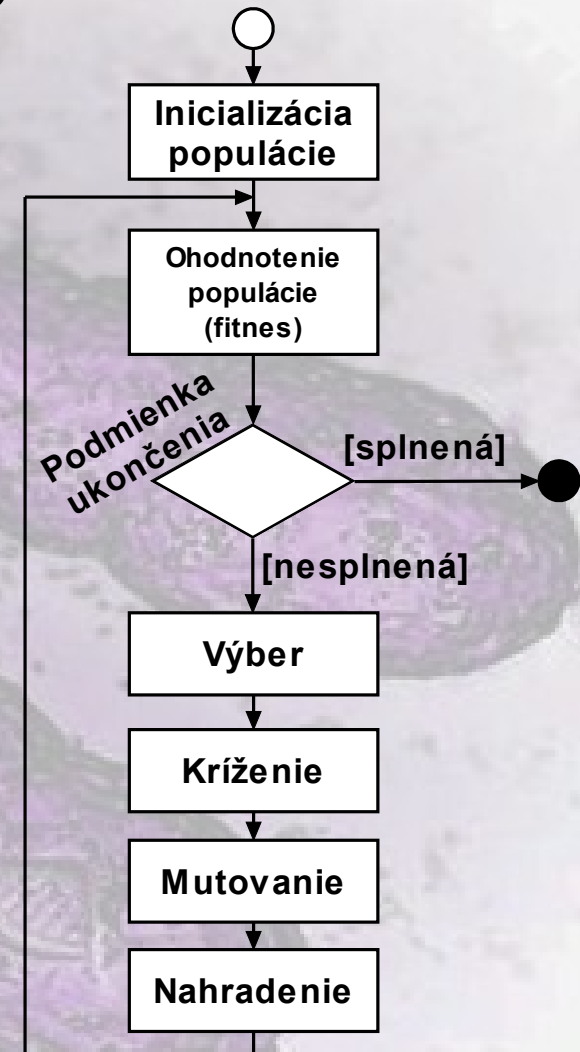 Inicializácia
populácie
Ohodnotenie
populácie
(fitnes)
Podmienka
ukončenia
[splnená]
[nesplnená]
Výber
Kríženie
Mutovanie
Nahradenie